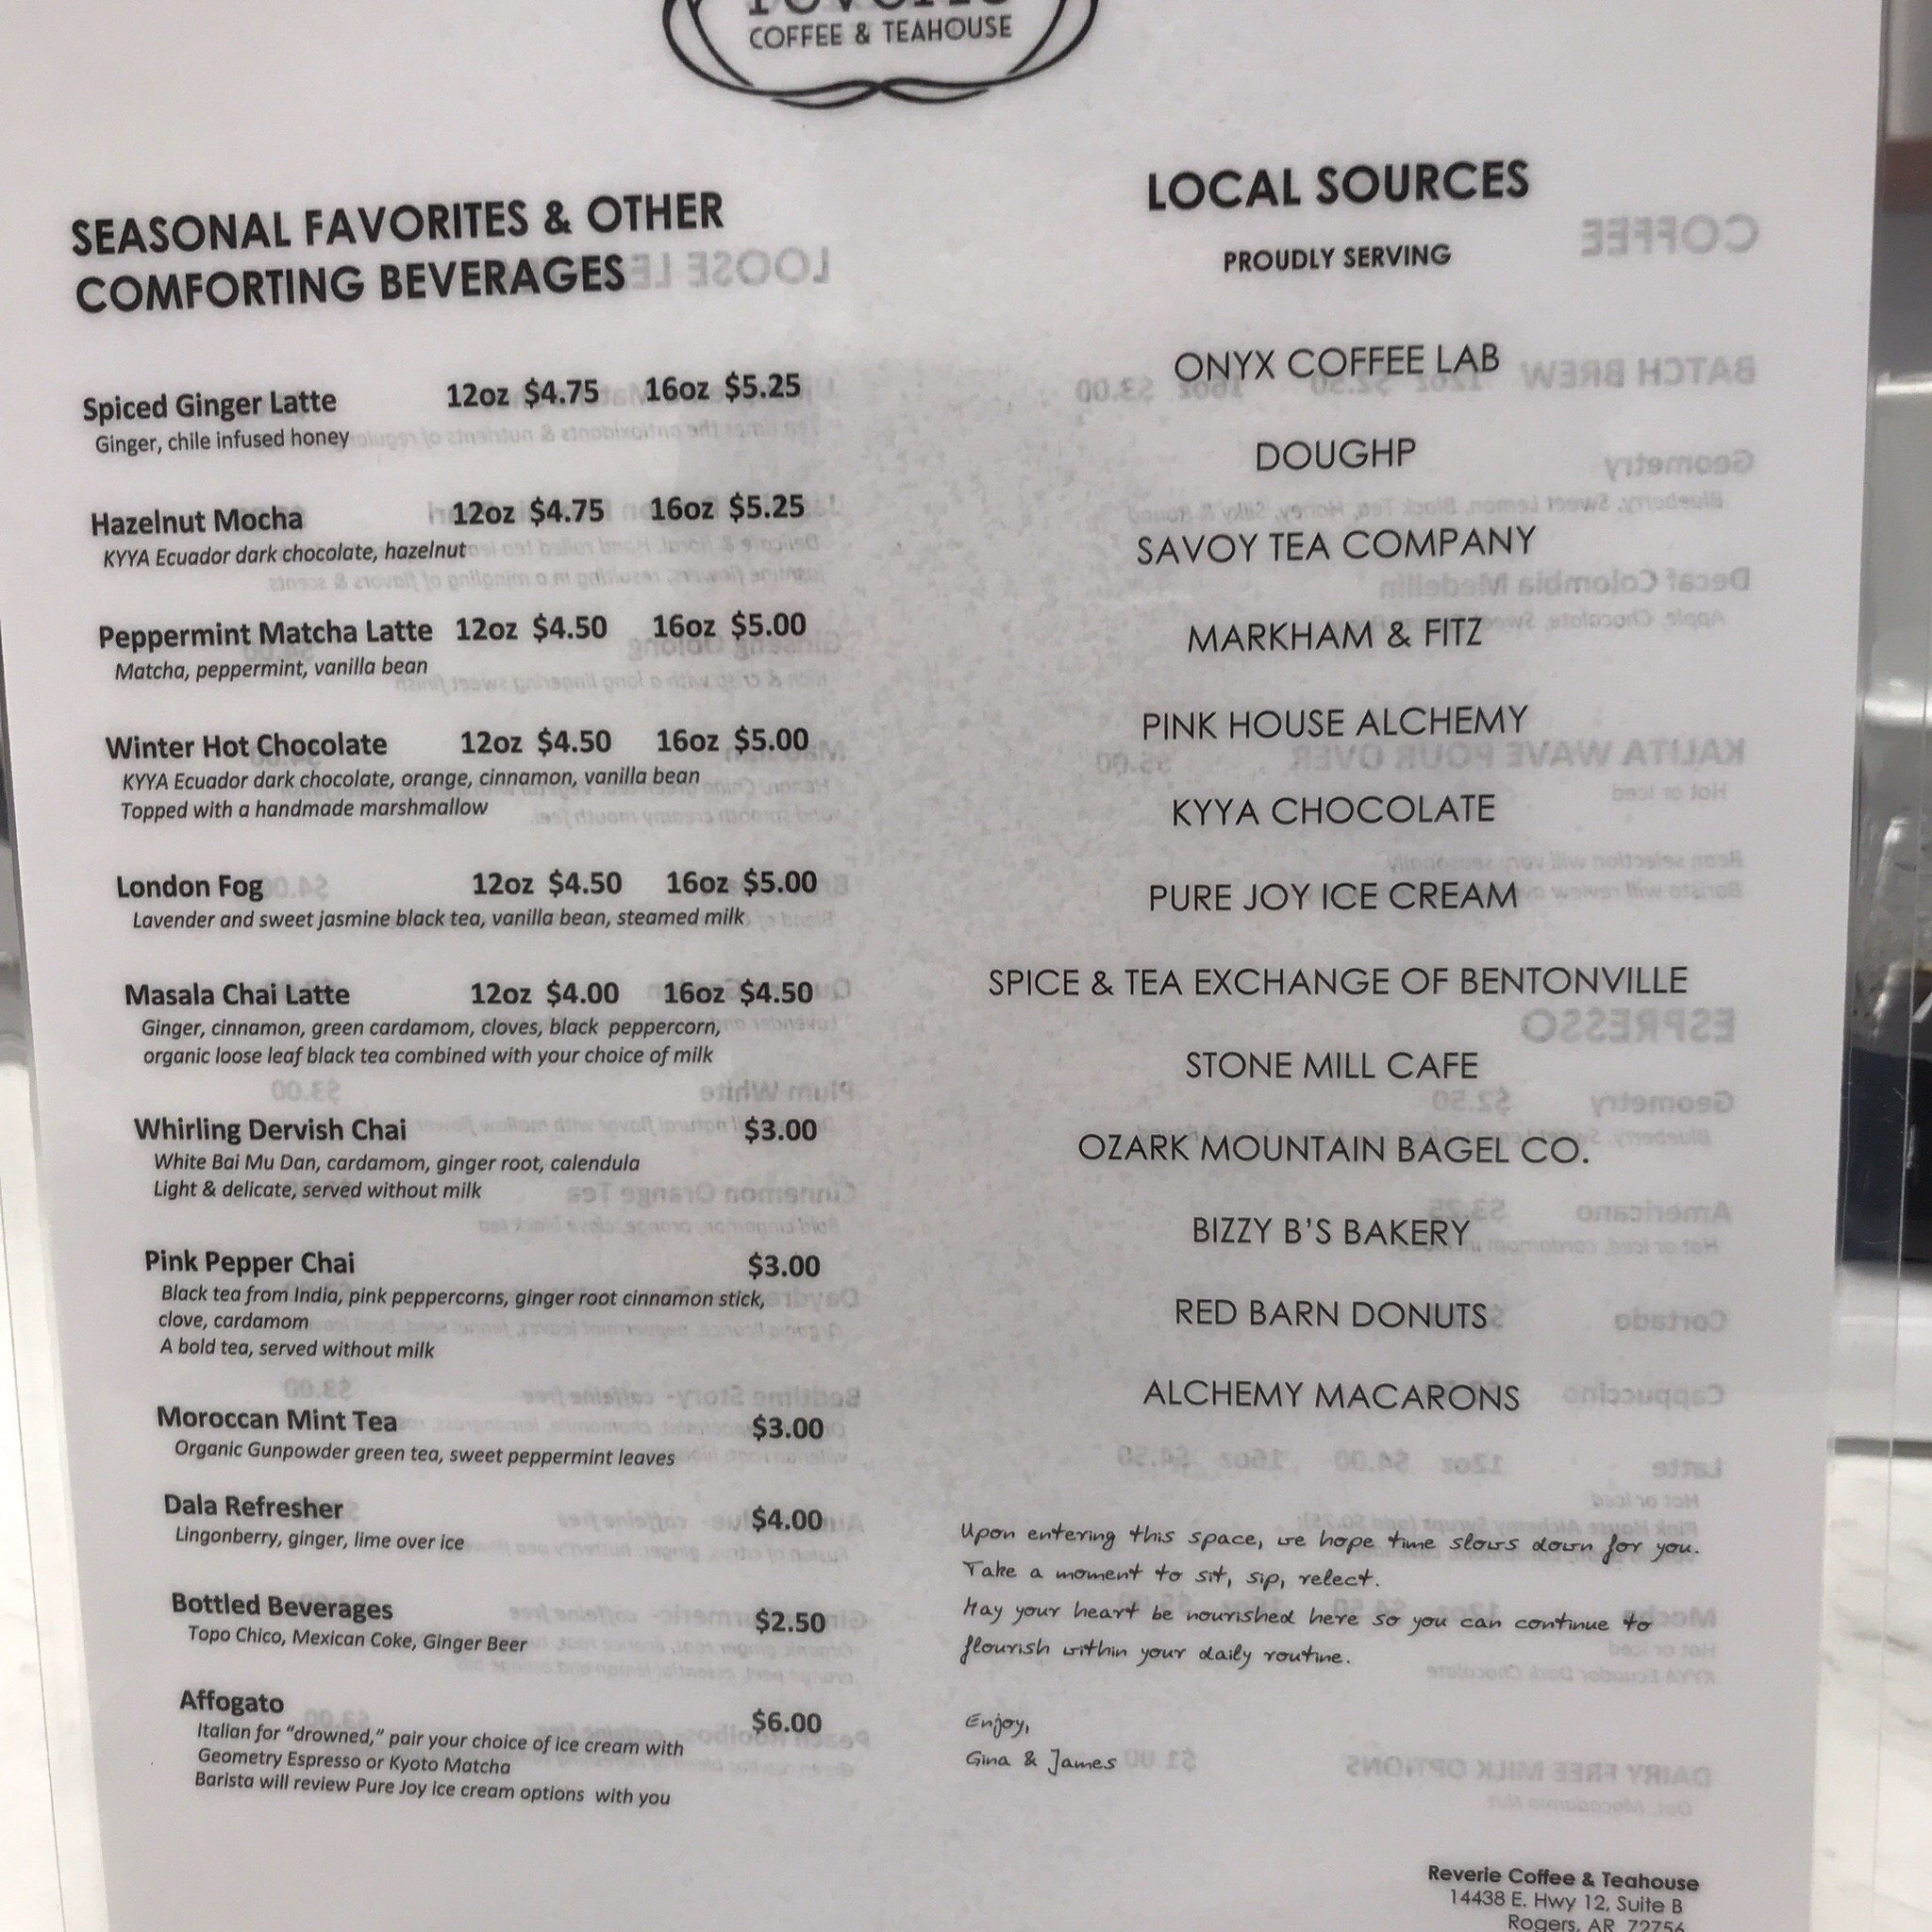 COFFEE & TEAHOUSE
SEASONAL FAVORITES & OTHER
COMFORTING BEVERAGES
Spiced Ginger Latte 12oz $4.75 16oz $5.25
Ginger, chile infused honey
Hazelnut Mocha 12oz $4.75 16oz $5.25
KYYA Ecuador dark chocolate, hazelnut
Peppermint Matcha Latte 12oz $4.50 16oz $5.00
Matcha, peppermint, vanilla bean
Winter Hot Chocolate 12oz $4.50 16oz $5.00
KYYA Ecuador dark chocolate, orange, cinnamon, vanilla bean
Topped with a handmade marshmallow
London Fog 12oz $4.50 16oz $5.00
Lavender and sweet jasmine black tea, vanilla bean, steamed milk
Masala Chai Latte 12oz $4.00 16oz $4.50
Ginger, cinnamon, green cardamom, cloves, black peppercorn,
organic loose leaf black tea combined with your choice of milk
Whirling Dervish Chai $3.00
White Bai Mu Dan, cardamom, ginger root, calendula
Light & delicate, served without milk
Pink Pepper Chai $3.00
Black tea from India, pink peppercorns, ginger root cinnamon stick,
clove, cardamom
A bold tea, served without milk
Moroccan Mint Tea $3.00
Organic Gunpowder green tea, sweet peppermint leaves
Dala Refresher $4.00
Lingonberry, ginger, lime over ice
Bottled Beverages $2.50
Topo Chico, Mexican Coke, Ginger Beer
Affogato $6.00
Italian for “drowned,” pair your choice of ice cream with
Geometry Espresso or Kyoto Matcha
Barista will review Pure Joy Ice cream options with you
LOCAL SOURCES
PROUDLY SERVING
ONYX COFFEE LAB
DOUGHP
SAVOY TEA COMPANY
MARKHAM & FITZ
PINK HOUSE ALCHEMY
KYYA CHOCOLATE
PURE JOY ICE CREAM
SPICE & TEA EXCHANGE OF BENTONVILLE
STONE MILL CAFE
OZARK MOUNTAIN BAGEL CO.
BIZZY B’S BAKERY
RED BARN DONUTS
ALCHEMY MACARONS
Upon entering this space, we hope time slows down for you.
Take a moment to sit, sip, relect.
May your heart be nourished here so you can continue to
flourish within your daily routine.
Enjoy,
Gina & James
Reverie Coffee & Teahouse
14438 E. Hwy 12, Suite B
Rogers, AR 72756